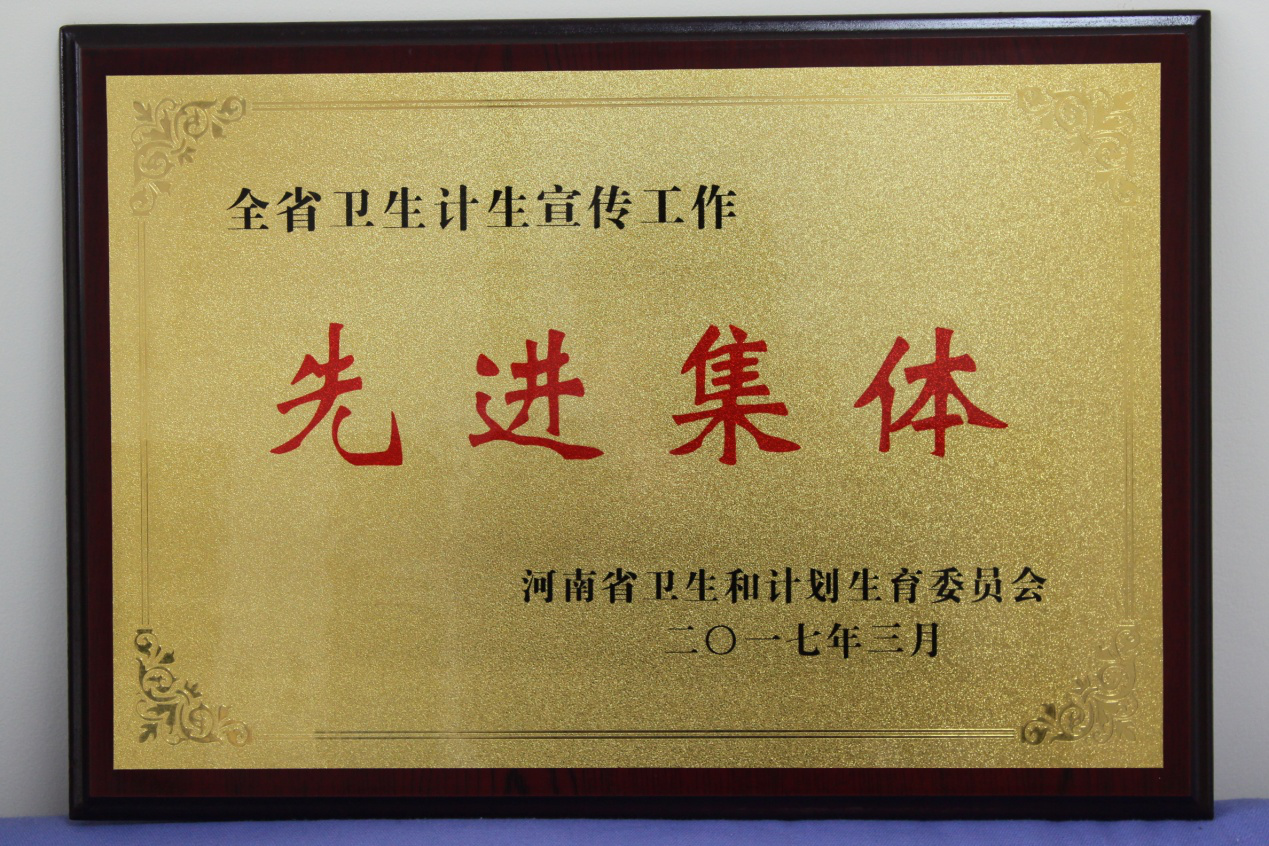 全省卫生计生宣传工作
先进集体
河南省卫生和计划生育委员会
二〇一七年三月